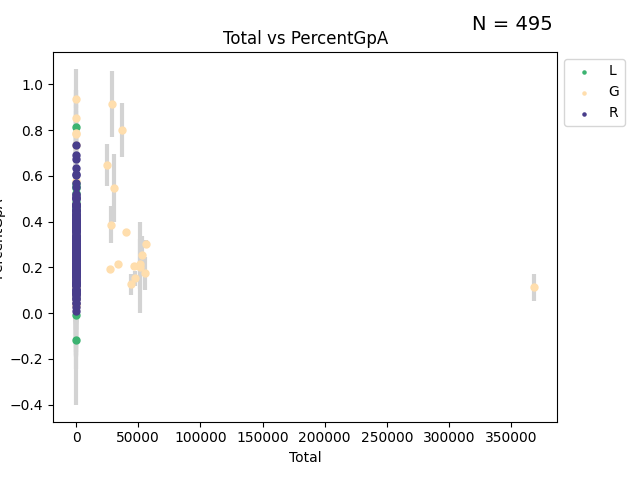 N = 495
Total vs PercentGpA
L
G
R
1.0
0.8
0.6
0.4
0.2
0.0
−0.2
−0.4
PercentGpA
0 50000 100000 150000 200000 250000 300000 350000
Total